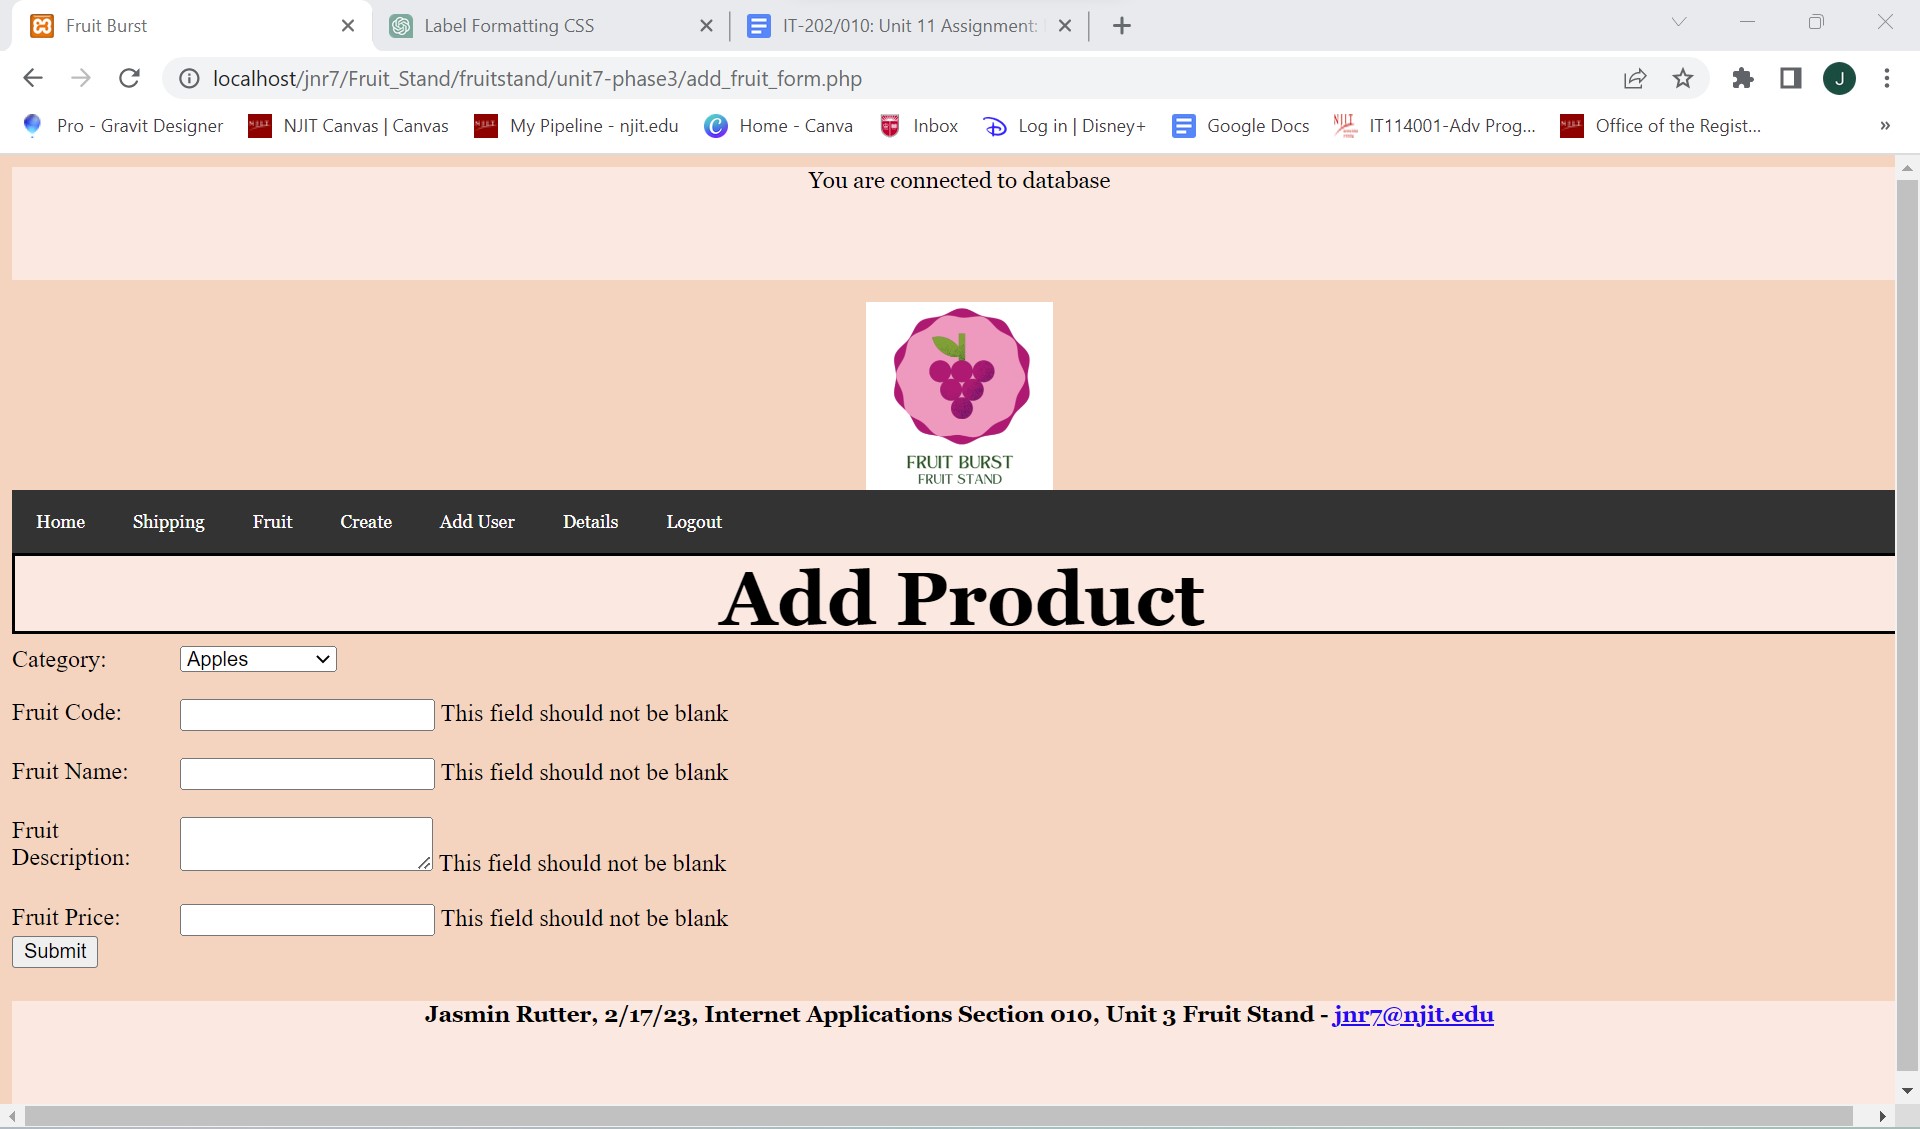 Fruit Burst
Label Formatting CSS
IT-202/010: Unit 11 Assignment:
localhost/jnr7/Fruit_Stand/fruitstand/unit7-phase3/add_fruit_form.php
J
Pro - Gravit Designer
NJIT Canvas | Canvas
My Pipeline - njit.edu
Home - Canva
Inbox
Log in | Disney+
Google Docs
IT114001-Adv Prog...
Office of the Regist...
»
You are connected to database
FRUIT BURST
FRUIT STAND
Home
Shipping
Fruit
Create
Add User
Details
Logout
Add Product
Category: Apples
Fruit Code: This field should not be blank
Fruit Name: This field should not be blank
Fruit
Description: This field should not be blank
Fruit Price: This field should not be blank
Submit
Jasmin Rutter, 2/17/23, Internet Applications Section 010, Unit 3 Fruit Stand - jnr7@njit.edu